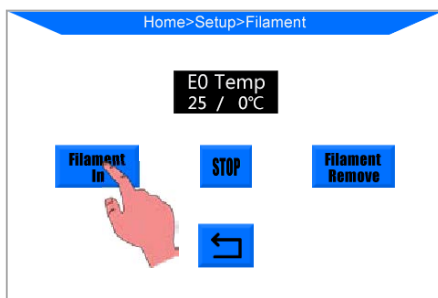 Home>Setup>Filament
E0 Temp
25 / 0℃
Filament
In
STOP
Filament
Remove